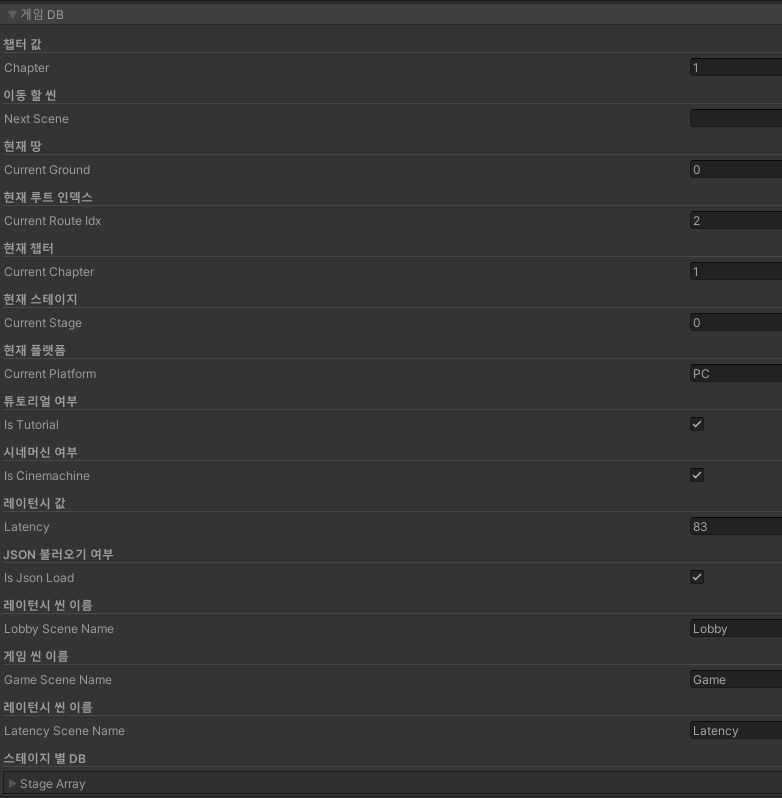 게임 DB
챕터 값
Chapter 1
이동 할 씬
Next Scene
현재 땅
Current Ground 0
현재 루트 인덱스
Current Route Idx 2
현재 챕터
Current Chapter 1
현재 스테이지
Current Stage 0
현재 플랫폼
Current Platform PC
튜토리얼 여부
Is Tutorial
시네머신 여부
Is Cinemachine
레이턴시 값
Latency 83
JSON 불러오기 여부
Is Json Load
레이턴시 씬 이름
Lobby Scene Name Lobby
게임 씬 이름
Game Scene Name Game
레이턴시 씬 이름
Latency Scene Name Latency
스테이지 별 DB
Stage Array